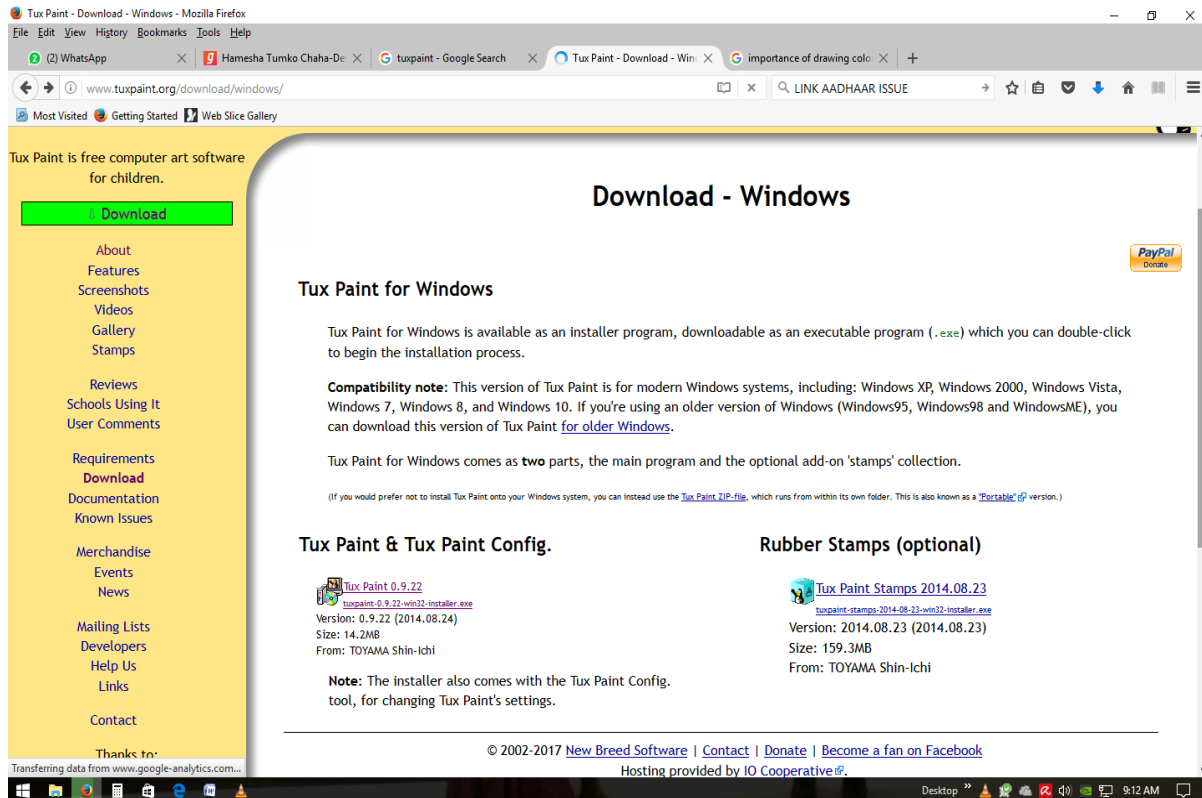 Tux Paint - Download - Windows - Mozilla Firefox
File Edit View History Bookmarks Tools Help
(2) WhatsApp
Hamesha Tumko Chaha-De
tuxpaint - Google Search
Tux Paint - Download - Win
importance of drawing colo
www.tuxpaint.org/download/windows/
LINK AADHAAR ISSUE
Most Visited Getting Started Web Slice Gallery
Tux Paint is free computer art software
for children.
⇩ Download
About
Features
Screenshots
Videos
Gallery
Stamps
Reviews
Schools Using It
User Comments
Requirements
Download
Documentation
Known Issues
Merchandise
Events
News
Mailing Lists
Developers
Help Us
Links
Contact
Thanks to:
Transferring data from www.google-analytics.com...
Download - Windows
PayPal
Donate
Tux Paint for Windows
Tux Paint for Windows is available as an installer program, downloadable as an executable program (.exe) which you can double-click
to begin the installation process.
Compatibility note: This version of Tux Paint is for modern Windows systems, including: Windows XP, Windows 2000, Windows Vista,
Windows 7, Windows 8, and Windows 10. If you're using an older version of Windows (Windows95, Windows98 and WindowsME), you
can download this version of Tux Paint for older Windows.
Tux Paint for Windows comes as two parts, the main program and the optional add-on 'stamps' collection.
(If you would prefer not to install Tux Paint onto your Windows system, you can instead use the Tux Paint ZIP-file, which runs from within its own folder. This is also known as a "Portable" version.)
Tux Paint & Tux Paint Config.
Tux Paint 0.9.22
tuxpaint-0.9.22-win32-installer.exe
Version: 0.9.22 (2014.08.24)
Size: 14.2MB
From: TOYAMA Shin-Ichi
Note: The installer also comes with the Tux Paint Config.
tool, for changing Tux Paint's settings.
Rubber Stamps (optional)
Tux Paint Stamps 2014.08.23
tuxpaint-stamps-2014-08-23-win32-installer.exe
Version: 2014.08.23 (2014.08.23)
Size: 159.3MB
From: TOYAMA Shin-Ichi
© 2002-2017 New Breed Software | Contact | Donate | Become a fan on Facebook
Hosting provided by IO Cooperative.
Desktop 9:12 AM